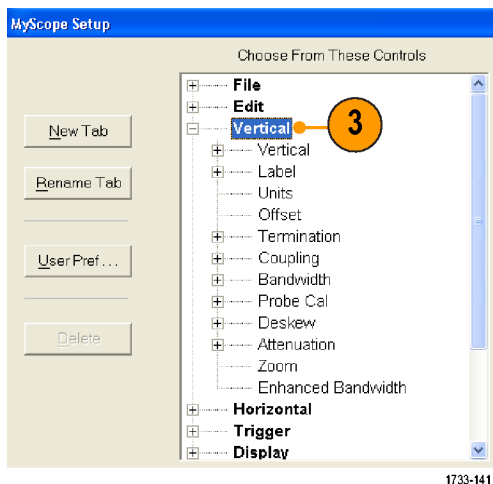 MyScope Setup
Choose From These Controls
File
Edit
Vertical
3
Vertical
Label
Units
Offset
Termination
Coupling
Bandwidth
Probe Cal
Deskew
Attenuation
Zoom
Enhanced Bandwidth
Horizontal
Trigger
Display
New Tab
Rename Tab
User Pref . . .
Delete
1733-141